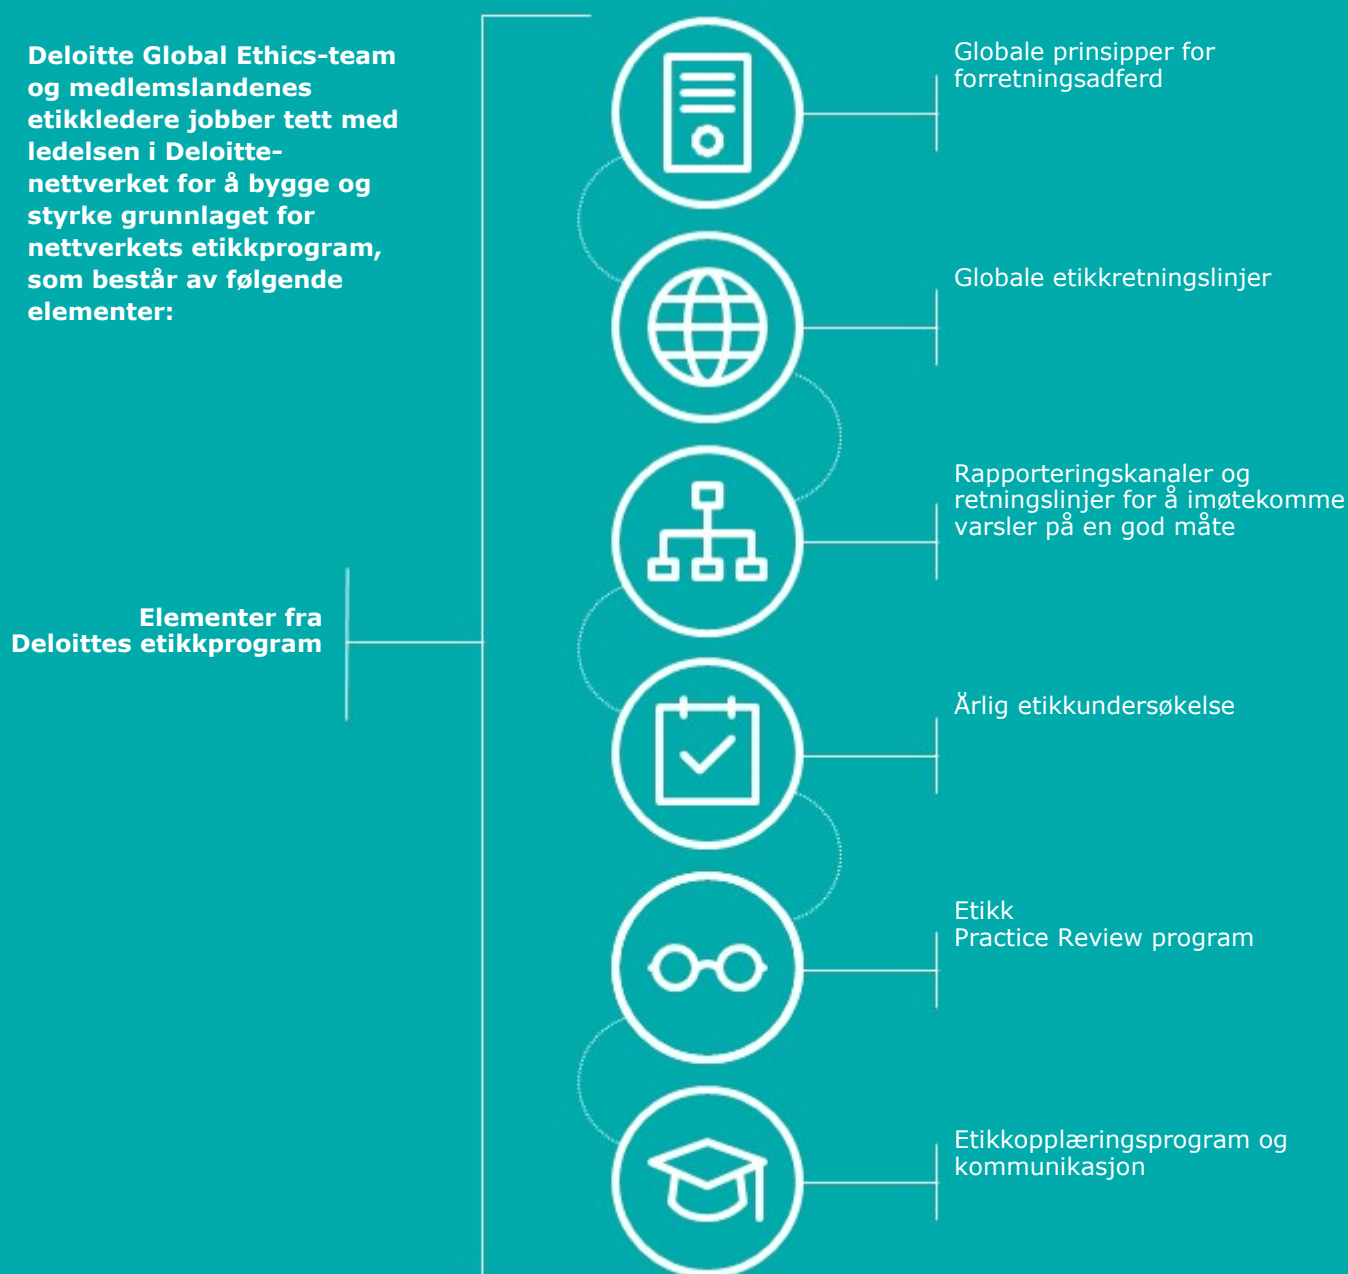 Deloitte Global Ethics-team
og medlemslandenes
etikkledere jobber tett med
ledelsen i Deloitte-
nettverket for å bygge og
styrke grunnlaget for
nettverkets etikkprogram,
som består av følgende
elementer:
Elementer fra
Deloittes etikkprogram
Globale prinsipper for
forretningsadferd
Globale etikkretningslinjer
Rapporteringskanaler og
retningslinjer for å imøtekomme
varsler på en god måte
Årlig etikkundersøkelse
Etikk
Practice Review program
Etikkopplæringsprogram og
kommunikasjon